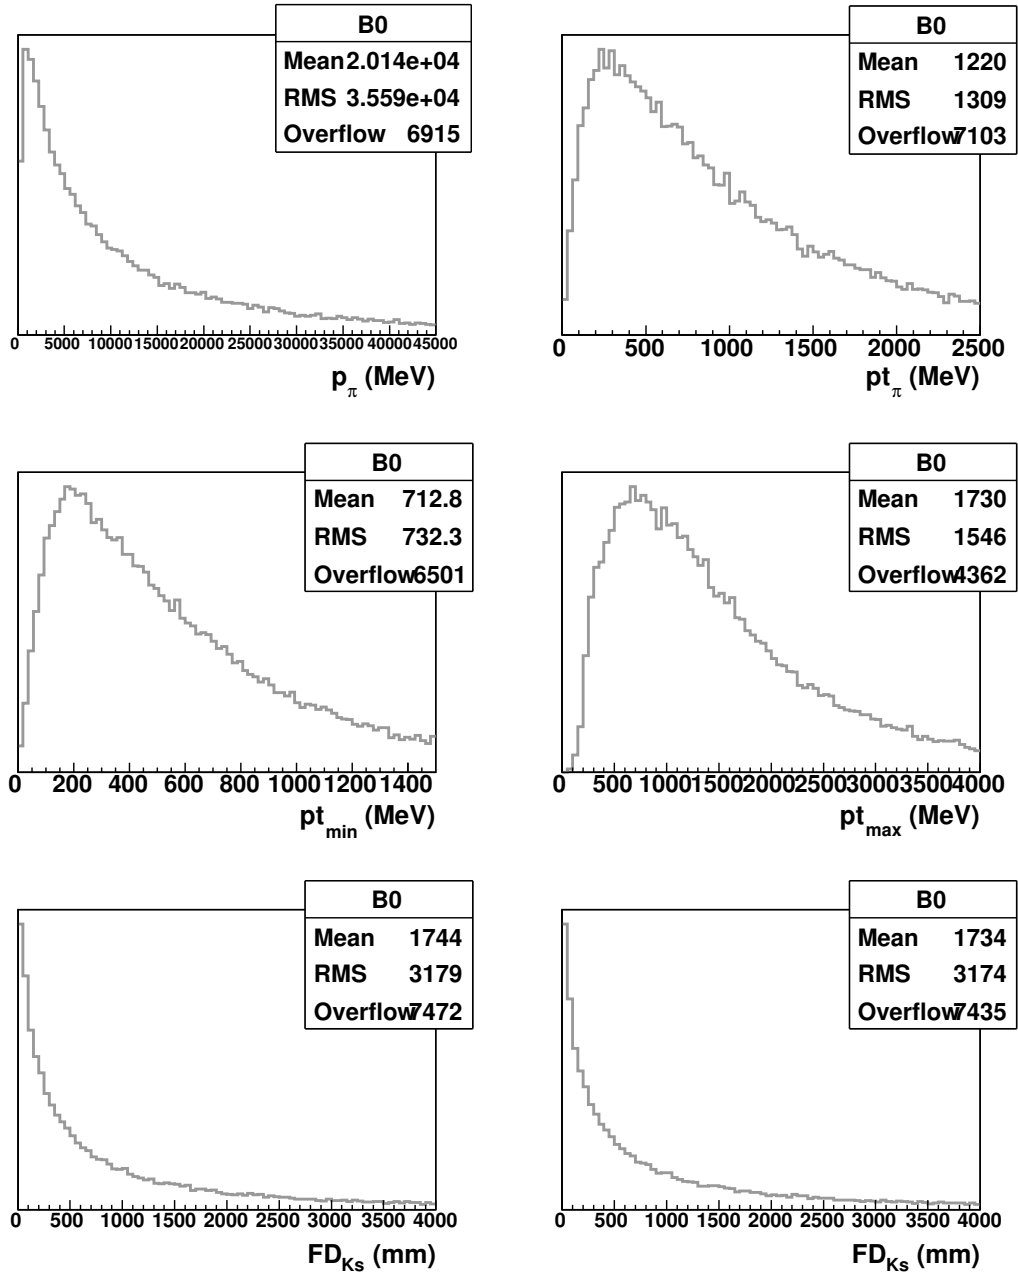 B0
Mean 2.014e+04
RMS 3.559e+04
Overflow 6915
0 5000 10000 15000 20000 25000 30000 35000 40000 45000
p_π (MeV)
B0
Mean 1220
RMS 1309
Overflow 7103
0 500 1000 1500 2000 2500
pt_π (MeV)
B0
Mean 712.8
RMS 732.3
Overflow 6501
0 200 400 600 800 1000 1200 1400
pt_min (MeV)
B0
Mean 1730
RMS 1546
Overflow 4362
0 500 1000 1500 2000 2500 3000 3500 4000
pt_max (MeV)
B0
Mean 1744
RMS 3179
Overflow 7472
0 500 1000 1500 2000 2500 3000 3500 4000
FD_Ks (mm)
B0
Mean 1734
RMS 3174
Overflow 7435
0 500 1000 1500 2000 2500 3000 3500 4000
FD_Ks (mm)